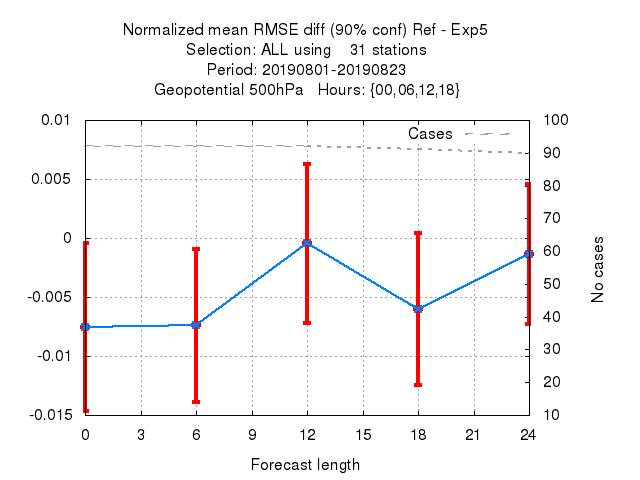 Normalized mean RMSE diff (90% conf) Ref - Exp5
Selection: ALL using    31 stations
Period: 20190801-20190823
Geopotential 500hPa   Hours: {00,06,12,18}
0.01
0.005
0
-0.005
-0.01
-0.015
Cases
100
90
80
70
60
50
40
30
20
10
No cases
0 3 6 9 12 15 18 21 24
Forecast length